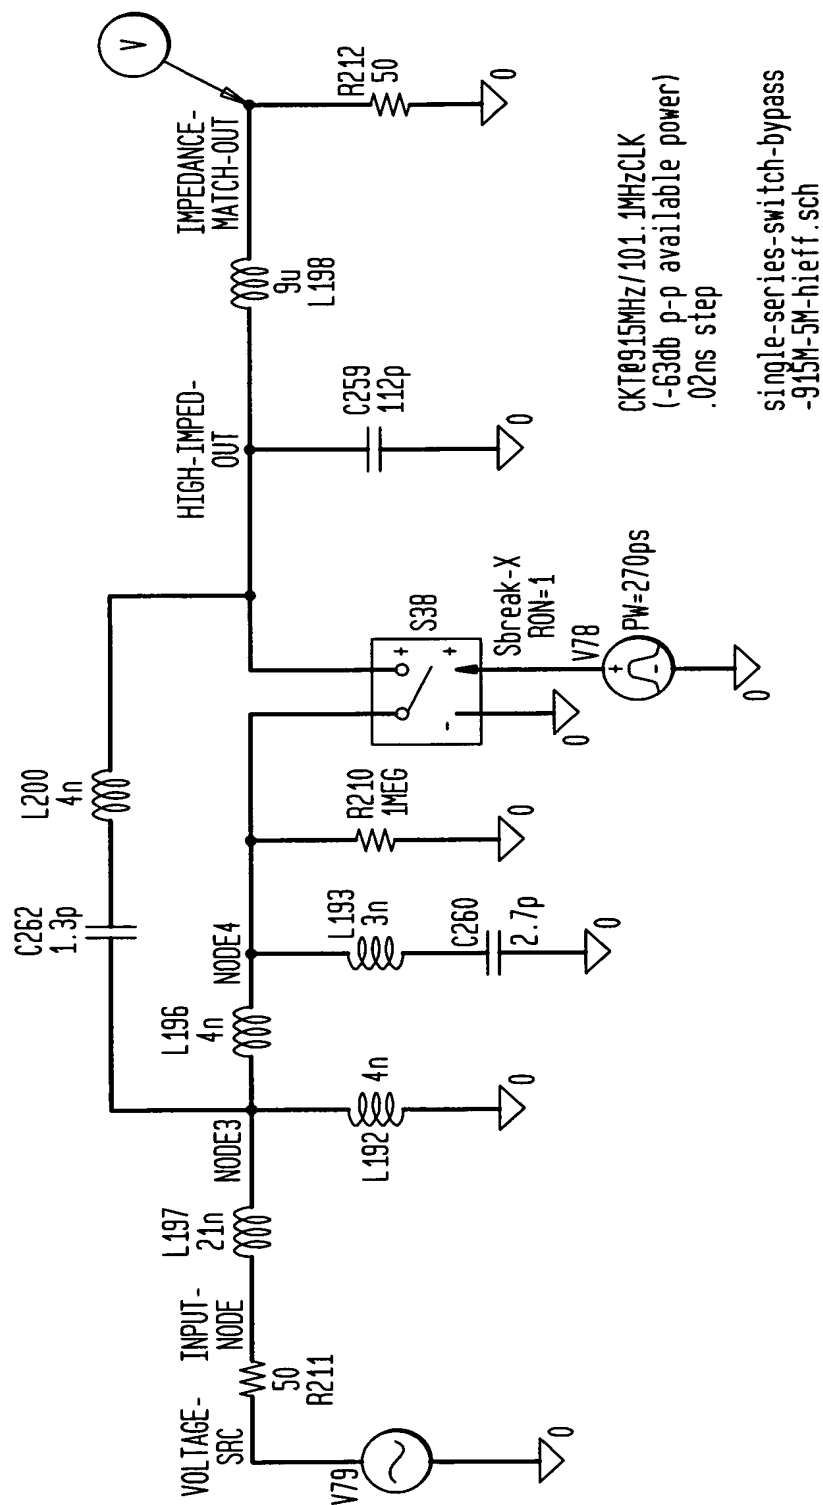 C262
1.3p
L200
4n
V
VOLTAGE-
SRC
INPUT-
NODE
L197
21n
NODE3
L196
4n
NODE4
HIGH-IMPED-
OUT
IMPEDANCE-
MATCH-OUT
50
R211
9u
L198
V79
0
L192
4n
0
L193
3n
C260
2.7p
0
R210
1MEG
0
S38
+
+
-
0
Sbreak-X
RON=1
V78
+
-
PW=270ps
0
C259
112p
0
R212
50
0
CKT@915MHz/101.1MHzCLK
(-63db p-p available power)
.02ns step
single-series-switch-bypass
-915M-5M-hieff.sch